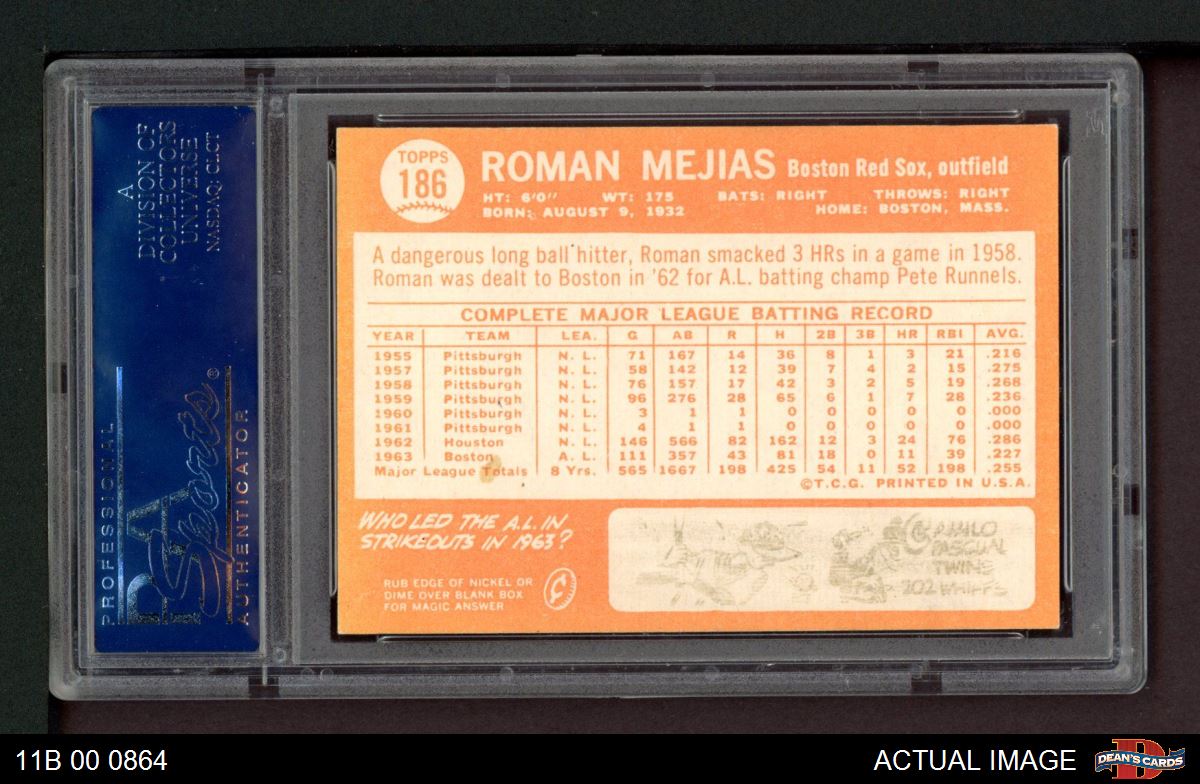 A
DIVISION OF
COLLECTORS
UNIVERSE
NASDAQ: CLCT
PROFESSIONAL
PSA
Sports®
AUTHENTICATOR
TOPPS
186
ROMAN MEJIAS Boston Red Sox, outfield
HT: 6'0" WT: 175 BATS: RIGHT THROWS: RIGHT
BORN: AUGUST 9, 1932 HOME: BOSTON, MASS.
A dangerous long ball hitter, Roman smacked 3 HRs in a game in 1958.
Roman was dealt to Boston in '62 for A.L. batting champ Pete Runnels.
COMPLETE MAJOR LEAGUE BATTING RECORD
YEAR TEAM LEA. G AB R H 2B 3B HR RBI AVG.
1955 Pittsburgh N. L. 71 167 14 36 8 1 3 21 .216
1957 Pittsburgh N. L. 58 142 12 39 7 4 2 15 .275
1958 Pittsburgh N. L. 76 157 17 42 3 2 5 19 .268
1959 Pittsburgh N. L. 96 276 28 65 6 1 7 28 .236
1960 Pittsburgh N. L. 3 1 1 0 0 0 0 0 .000
1961 Pittsburgh N. L. 4 1 1 0 0 0 0 0 .000
1962 Houston N. L. 146 566 82 162 12 3 24 76 .286
1963 Boston A. L. 111 357 43 81 18 0 11 39 .227
Major League Totals 8 Yrs. 565 1667 198 425 54 11 52 198 .255
©T.C.G. PRINTED IN U.S.A.
WHO LED THE A.L. IN
STRIKEOUTS IN 1963?
RUB EDGE OF NICKEL OR
DIME OVER BLANK BOX
FOR MAGIC ANSWER
CAMILO
PASCUAL
TWINS
202 WHIFFS
11B 00 0864
ACTUAL IMAGE
DEAN'S CARDS